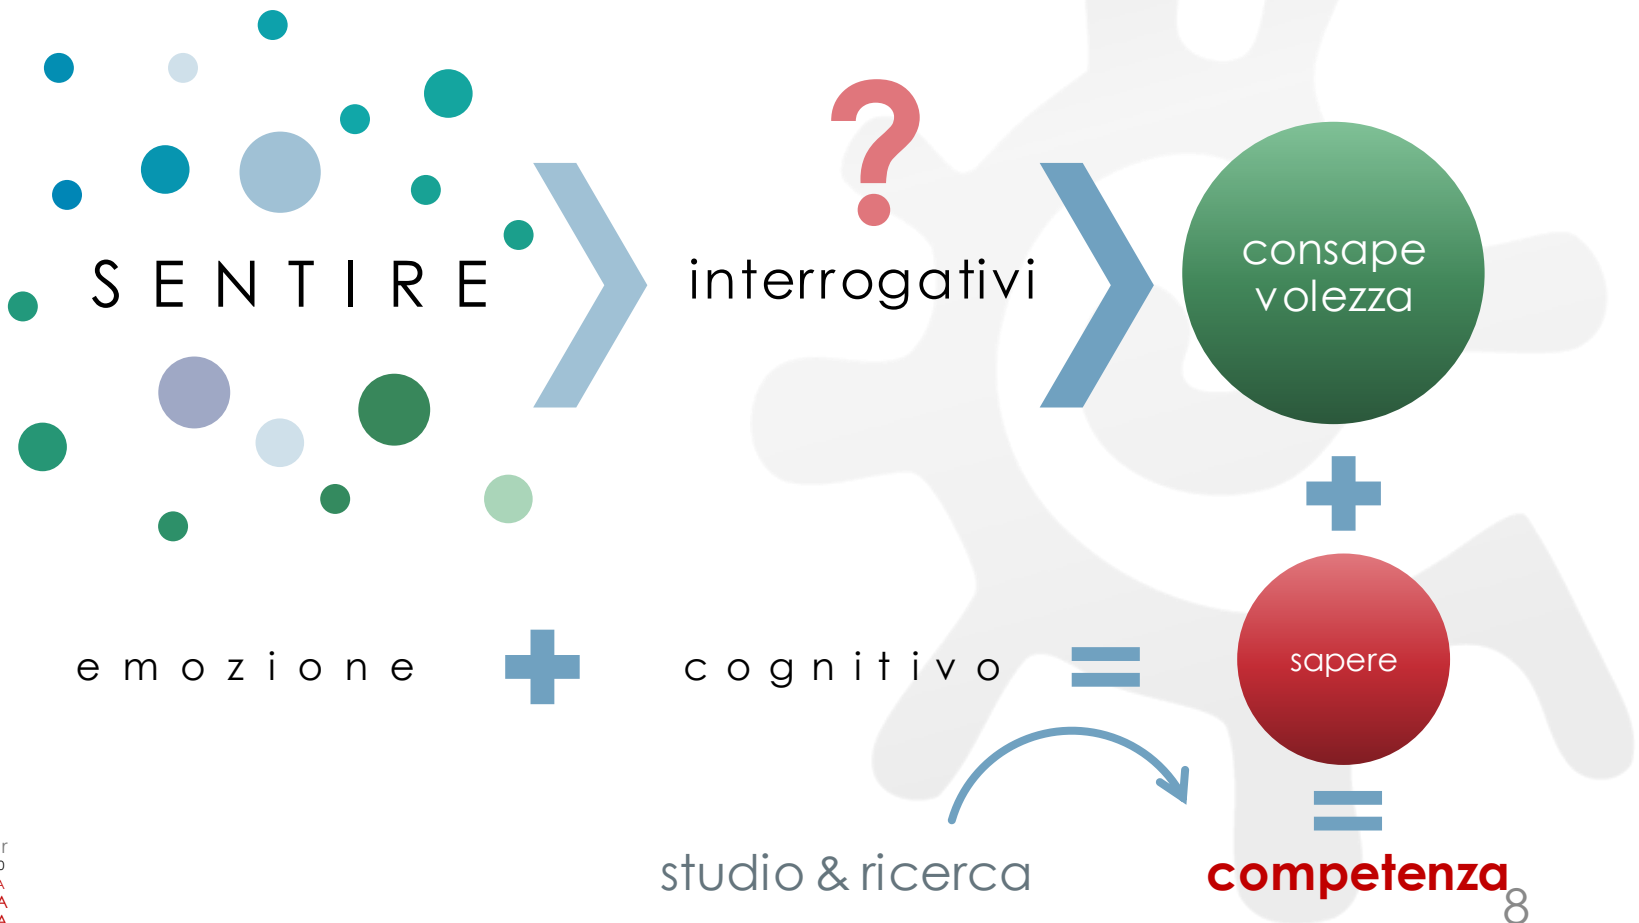 ?
SENTIRE
interrogativi
consape
volezza
emozione
cognitivo
sapere
studio & ricerca
competenza
8